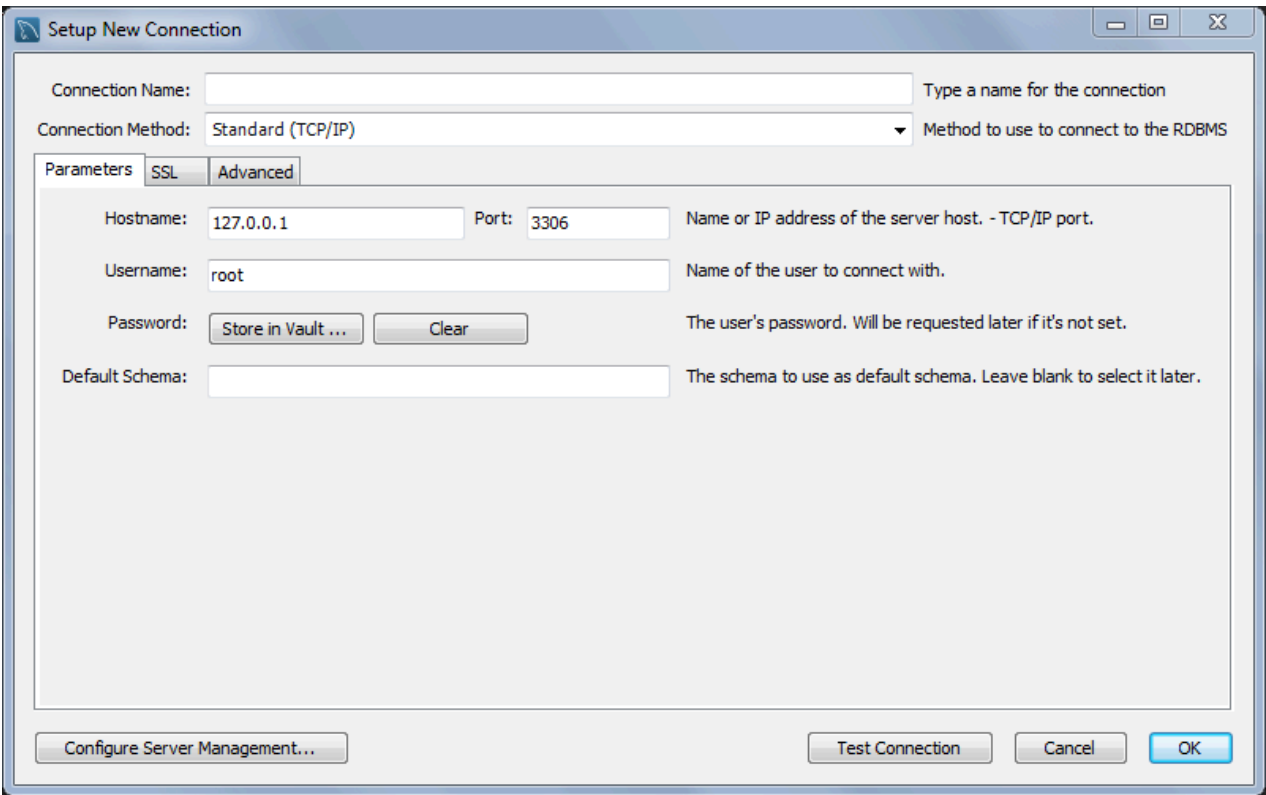 Setup New Connection
Connection Name: Type a name for the connection
Connection Method: Standard (TCP/IP) Method to use to connect to the RDBMS
Parameters SSL Advanced
Hostname: 127.0.0.1 Port: 3306 Name or IP address of the server host. - TCP/IP port.
Username: root Name of the user to connect with.
Password: Store in Vault ... Clear The user's password. Will be requested later if it's not set.
Default Schema: The schema to use as default schema. Leave blank to select it later.
Configure Server Management... Test Connection Cancel OK